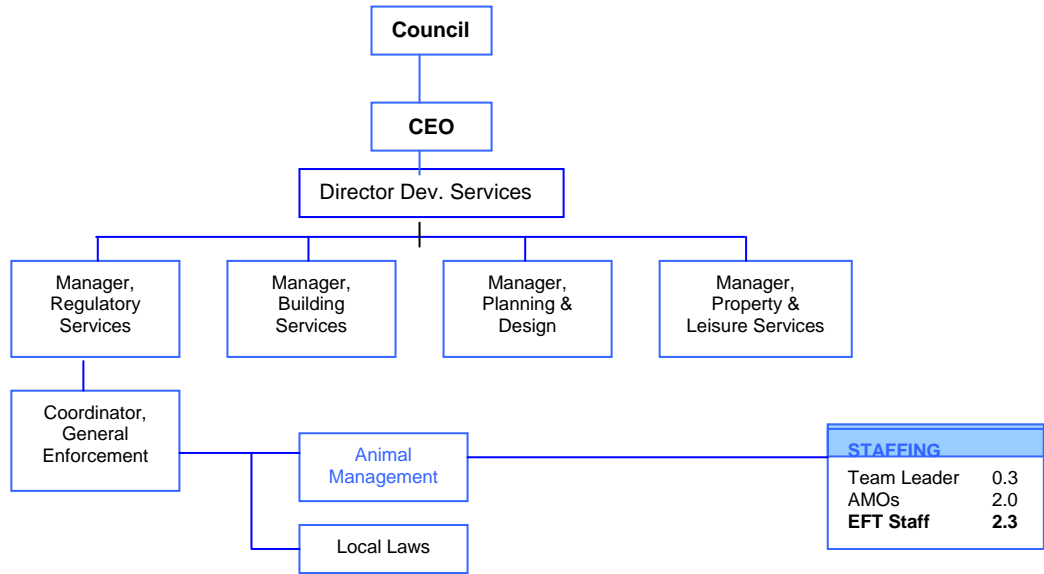 Council
CEO
Director Dev. Services
Manager,
Regulatory
Services
Manager,
Building
Services
Manager,
Planning &
Design
Manager,
Property &
Leisure Services
Coordinator,
General
Enforcement
Animal
Management
Local Laws
STAFFING
Team Leader 0.3
AMOs 2.0
EFT Staff 2.3